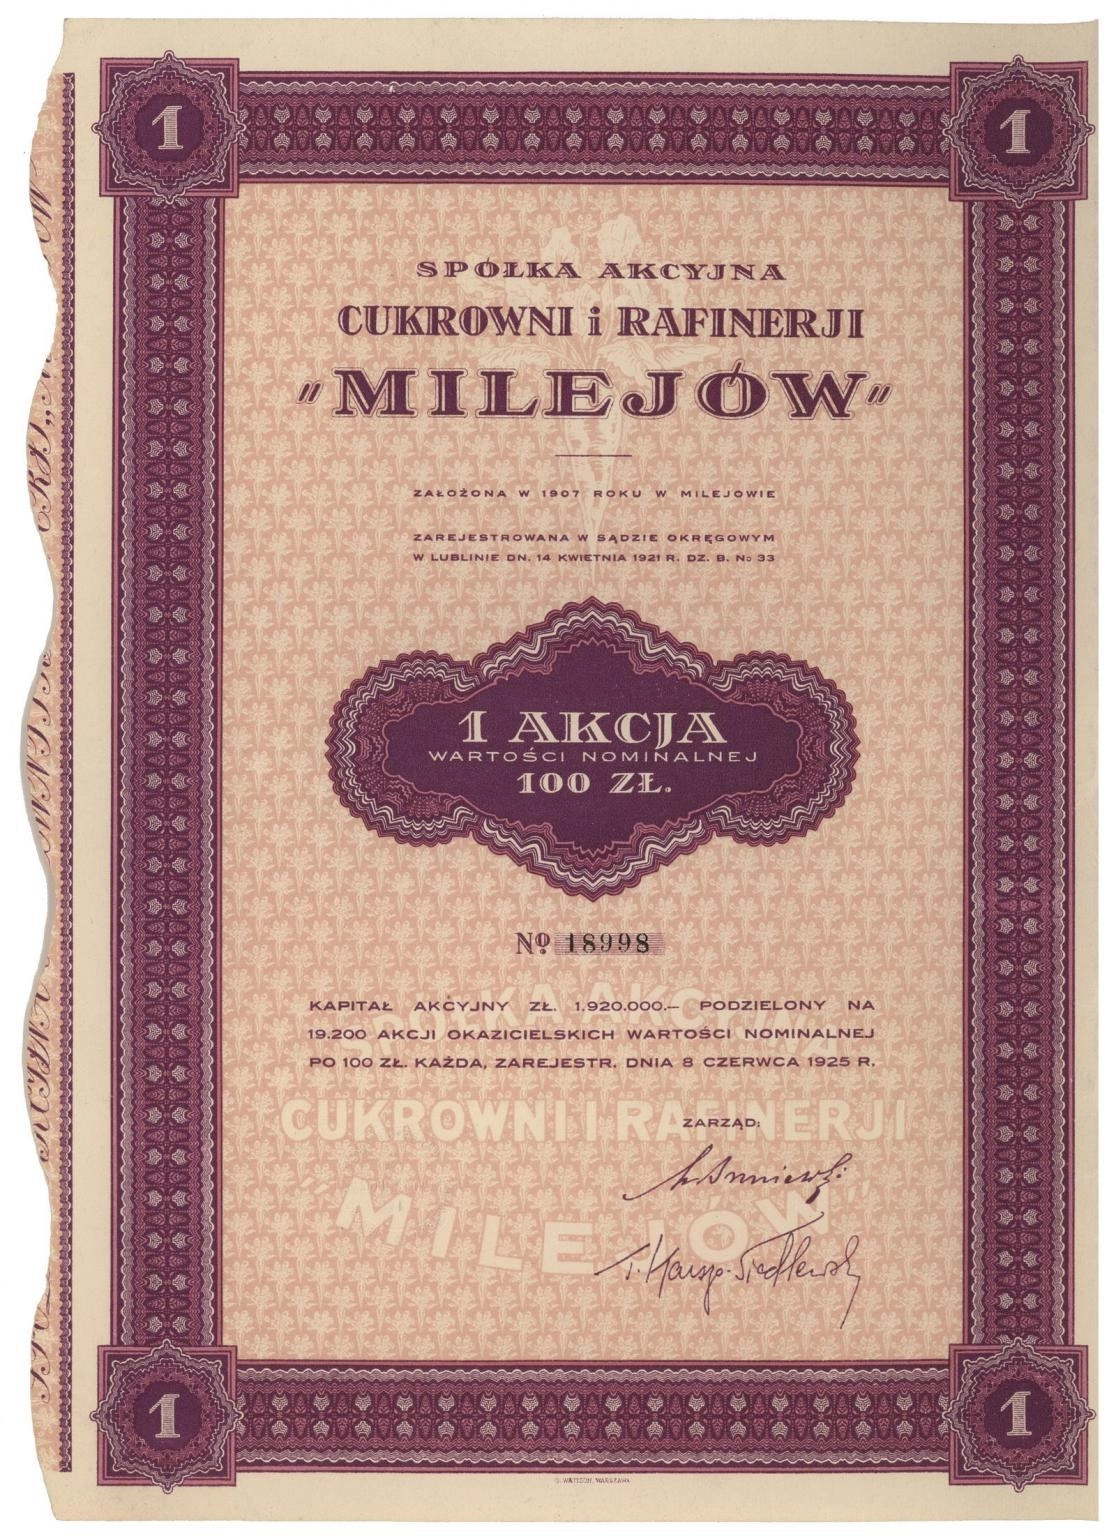 1 1
SPÓŁKA AKCYJNA
CUKROWNI i RAFINERJI
"MILEJÓW"
ZAŁOŻONA W 1907 ROKU W MILEJOWIE
ZAREJESTROWANA W SĄDZIE OKRĘGOWYM
W LUBLINIE DN. 14 KWIETNIA 1921 R. DZ. B. No 33
1 AKCJA
WARTOŚCI NOMINALNEJ
100 ZŁ.
No. 18998
KAPITAŁ AKCYJNY ZŁ. 1.920.000.— PODZIELONY NA
19.200 AKCJI OKAZICIELSKICH WARTOŚCI NOMINALNEJ
PO 100 ZŁ. KAŻDA, ZAREJESTR. DNIA 8 CZERWCA 1925 R.
CUKROWNI I RAFINERJI
ZARZĄD:
"MILEJÓW"
1 1
WARSZAWA